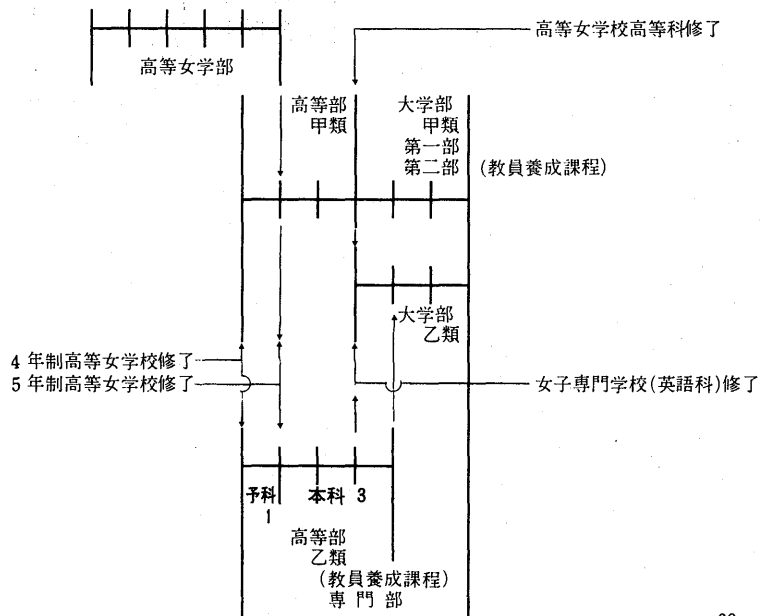 高等女学校高等科修了
高等女学部
高等部
甲類
大学部
甲類
第一部
第二部 (教員養成課程)
大学部
乙類
4年制高等女学校修了
5年制高等女学校修了
女子専門学校(英語科)修了
予科 本科 3
1
高等部
乙類
(教員養成課程)
専門部